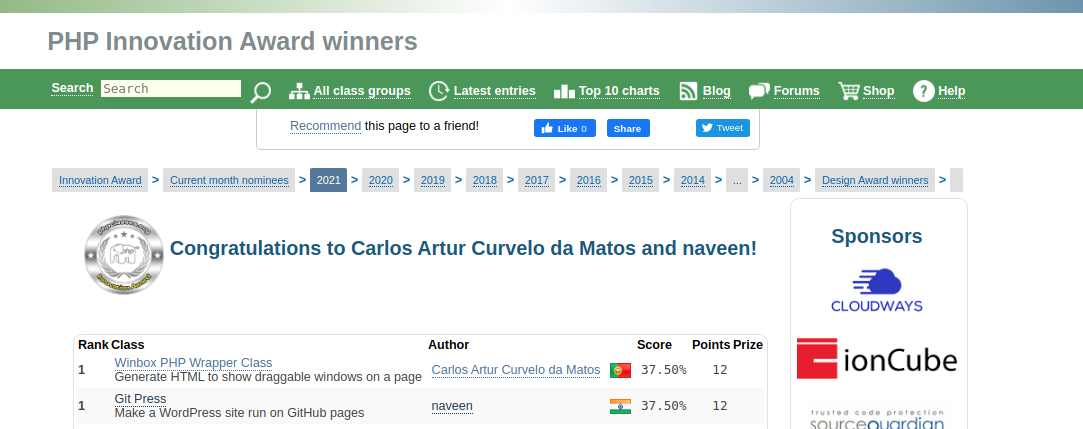 PHP Innovation Award winners
Search Search All class groups Latest entries Top 10 charts Blog Forums Shop Help
Recommend this page to a friend! Like 0 Share Tweet
Innovation Award > Current month nominees > 2021 > 2020 > 2019 > 2018 > 2017 > 2016 > 2015 > 2014 > ... > 2004 > Design Award winners >
phpclasses.org
php
Innovation Award
Congratulations to Carlos Artur Curvelo da Matos and naveen!
Sponsors
CLOUDWAYS
ionCube
trusted code protection
sourceguardian
Rank Class Author Score Points Prize
1 Winbox PHP Wrapper Class Carlos Artur Curvelo da Matos 37.50% 12
Generate HTML to show draggable windows on a page
1 Git Press naveen 37.50% 12
Make a WordPress site run on GitHub pages